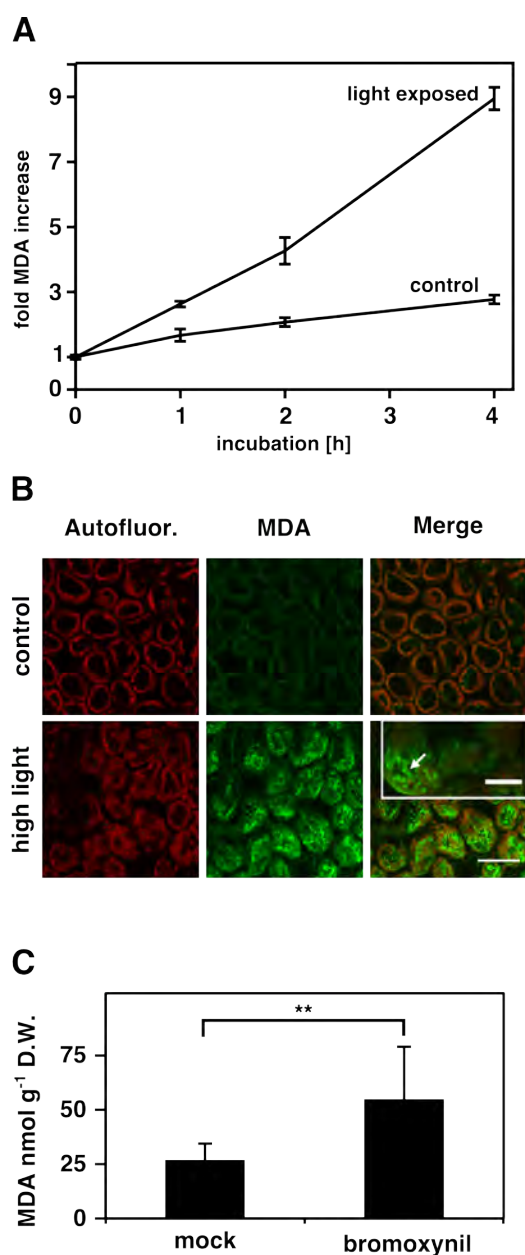 A
fold MDA increase
9
7
5
3
1
0
light exposed
control
0 1 2 3 4
incubation [h]
B
Autofluor. MDA Merge
control
high light
C
MDA nmol g⁻¹ D.W.
75
50
25
0
**
mock bromoxynil